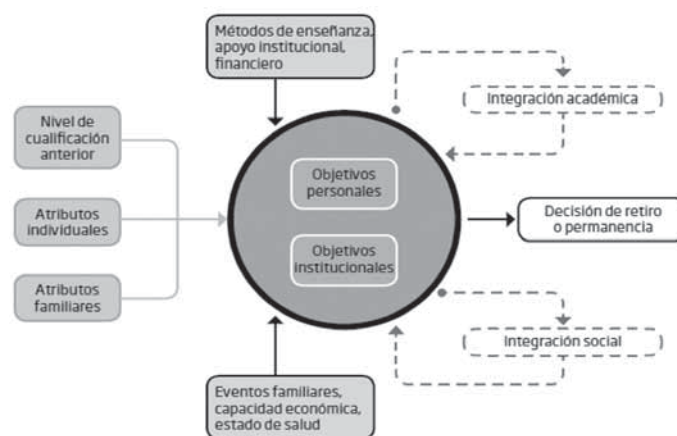 Métodos de enseñanza,
apoyo institucional,
financiero
Integración académica
Nivel de
cualificación
anterior
Objetivos
personales
Atributos
individuales
Decisión de retiro
o permanencia
Objetivos
institucionales
Atributos
familiares
Integración social
Eventos familiares,
capacidad económica,
estado de salud